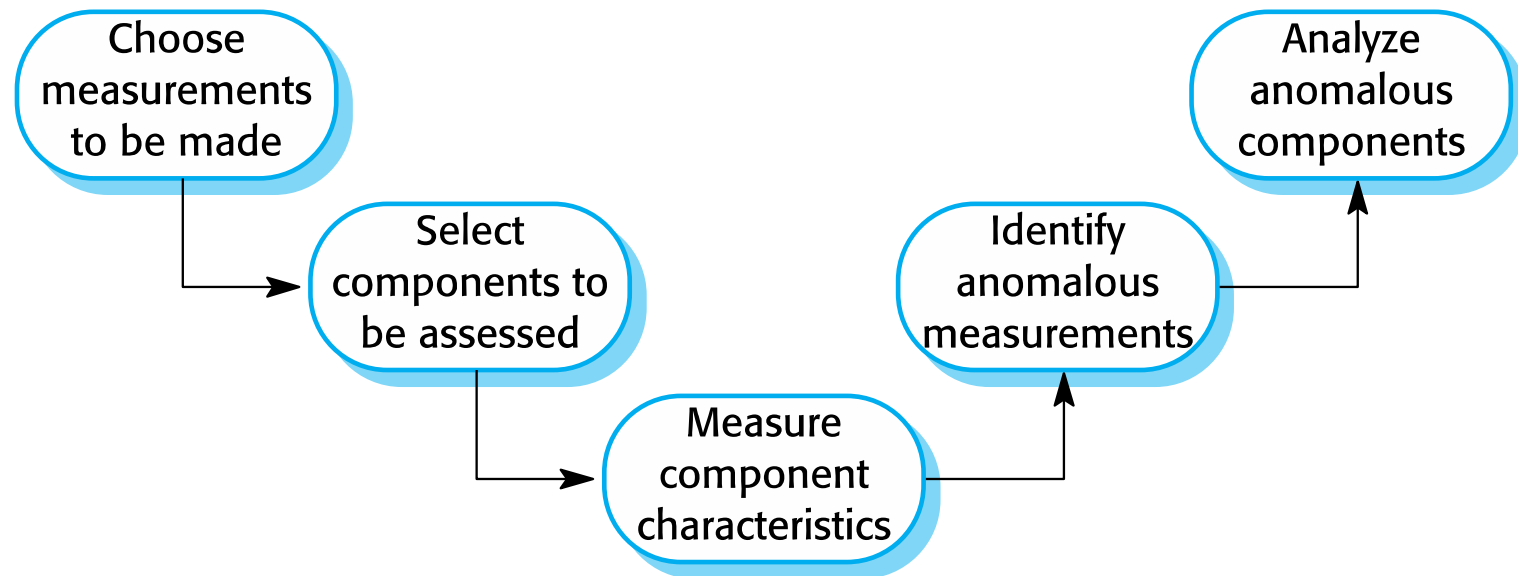 Choose
measurements
to be made
Select
components to
be assessed
Measure
component
characteristics
Identify
anomalous
measurements
Analyze
anomalous
components